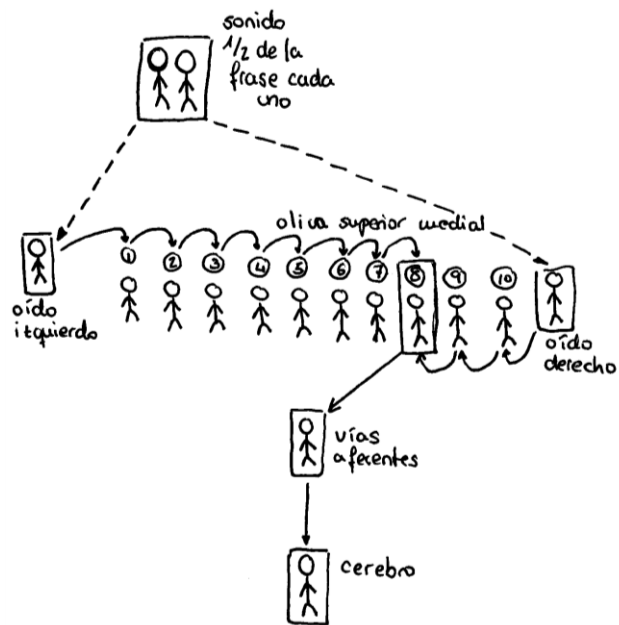 sonido
1/2 de la
frase cada
uno
oliva superior medial
1 2 3 4 5 6 7 8 9 10
oído
izquierdo
oído
derecho
vías
aferentes
cerebro